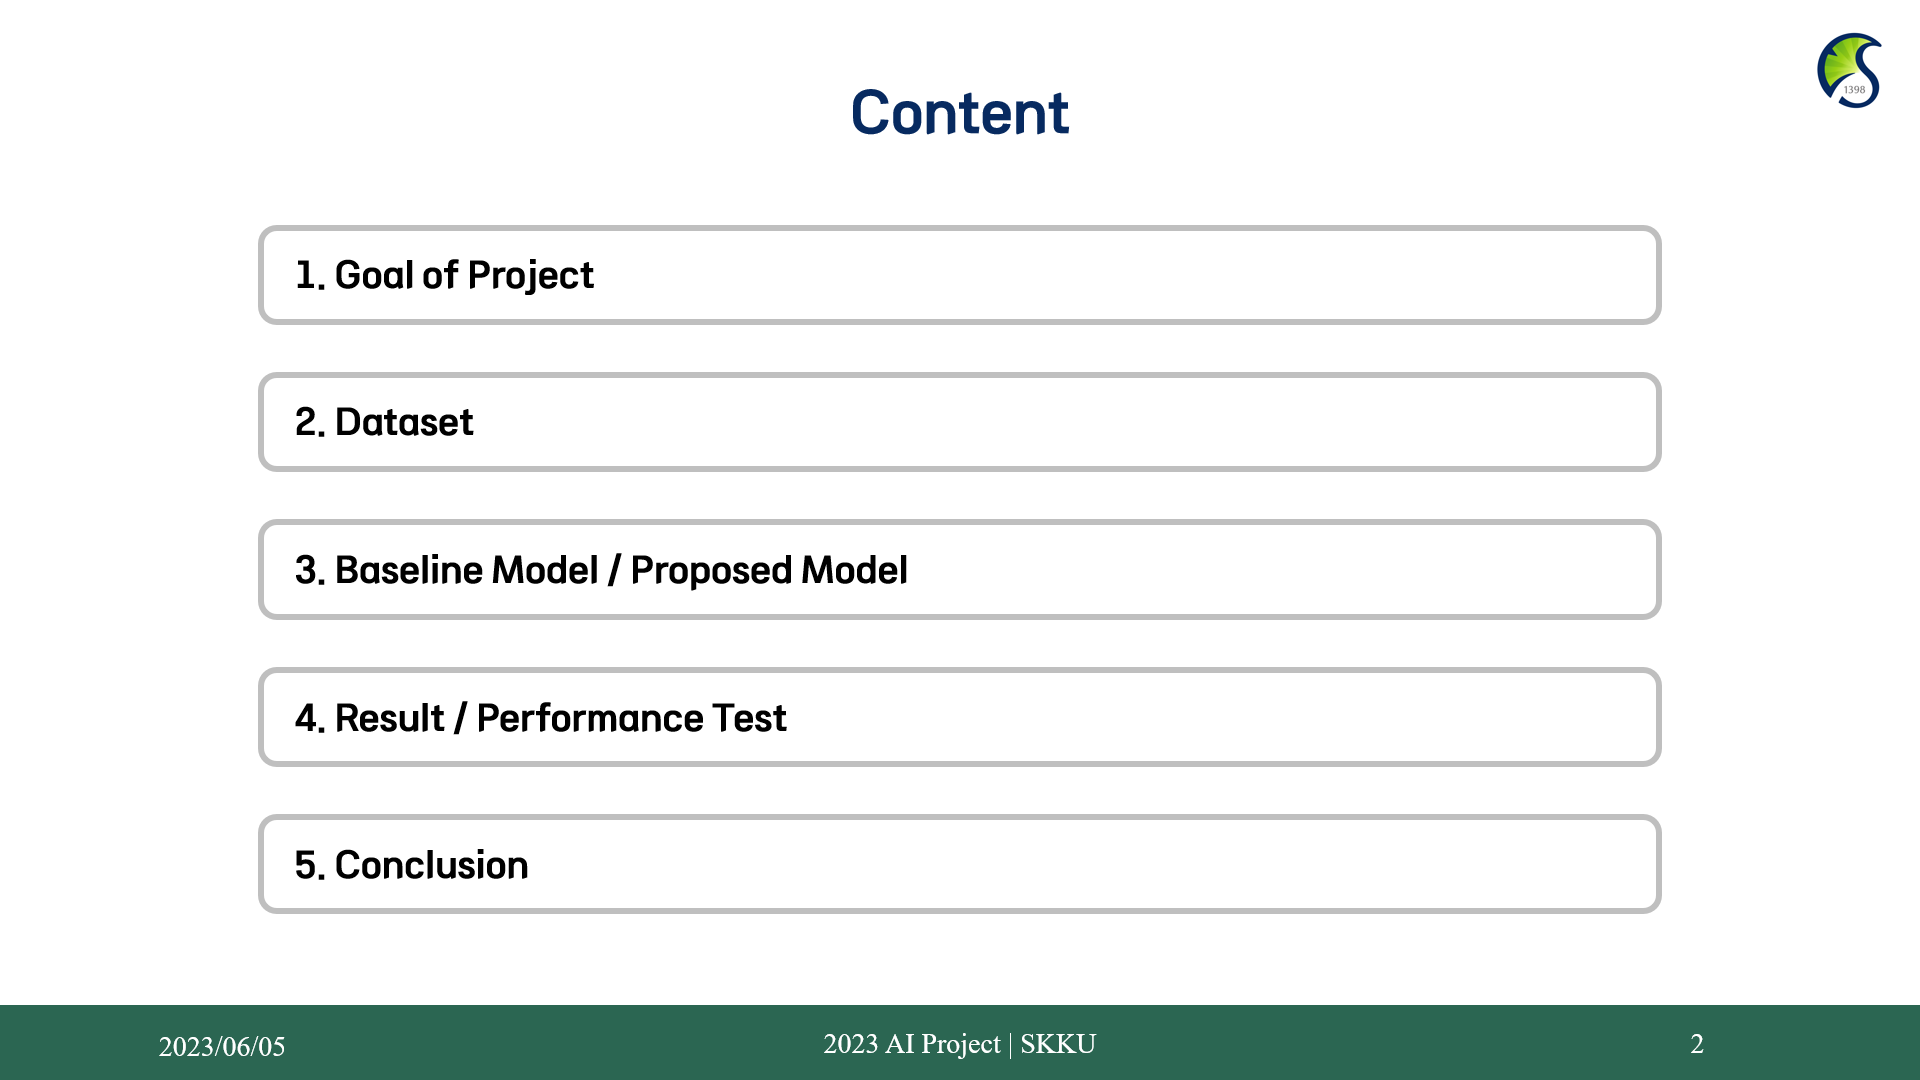 1398
Content
1. Goal of Project
2. Dataset
3. Baseline Model / Proposed Model
4. Result / Performance Test
5. Conclusion
2023/06/05
2023 AI Project | SKKU
2